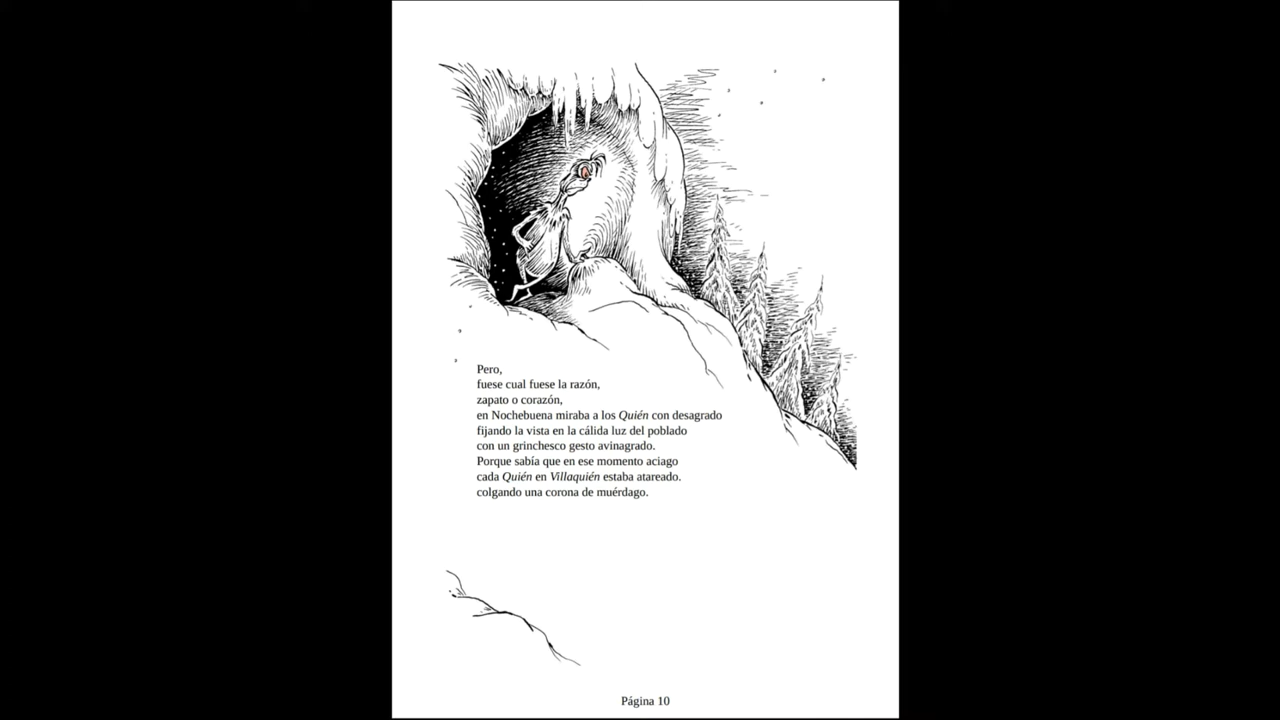 Pero,
fuese cual fuese la razón,
zapato o corazón,
en Nochebuena miraba a los Quién con desagrado
fijando la vista en la cálida luz del poblado
con un grinchesco gesto avinagrado.
Porque sabía que en ese momento aciago
cada Quién en Villaquién estaba atareado.
colgando una corona de muérdago.
Página 10